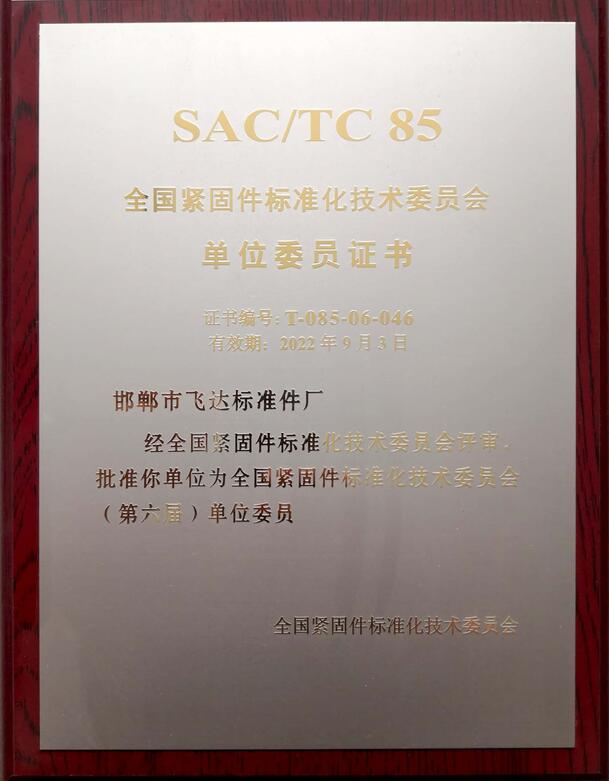 SAC/TC 85
全国紧固件标准化技术委员会
单位委员证书
证书编号: T-085-06-046
有效期: 2022年9月3日
邯郸市飞达标准件厂
经全国紧固件标准化技术委员会评审，
批准你单位为全国紧固件标准化技术委员会
（第六届）单位委员
全国紧固件标准化技术委员会